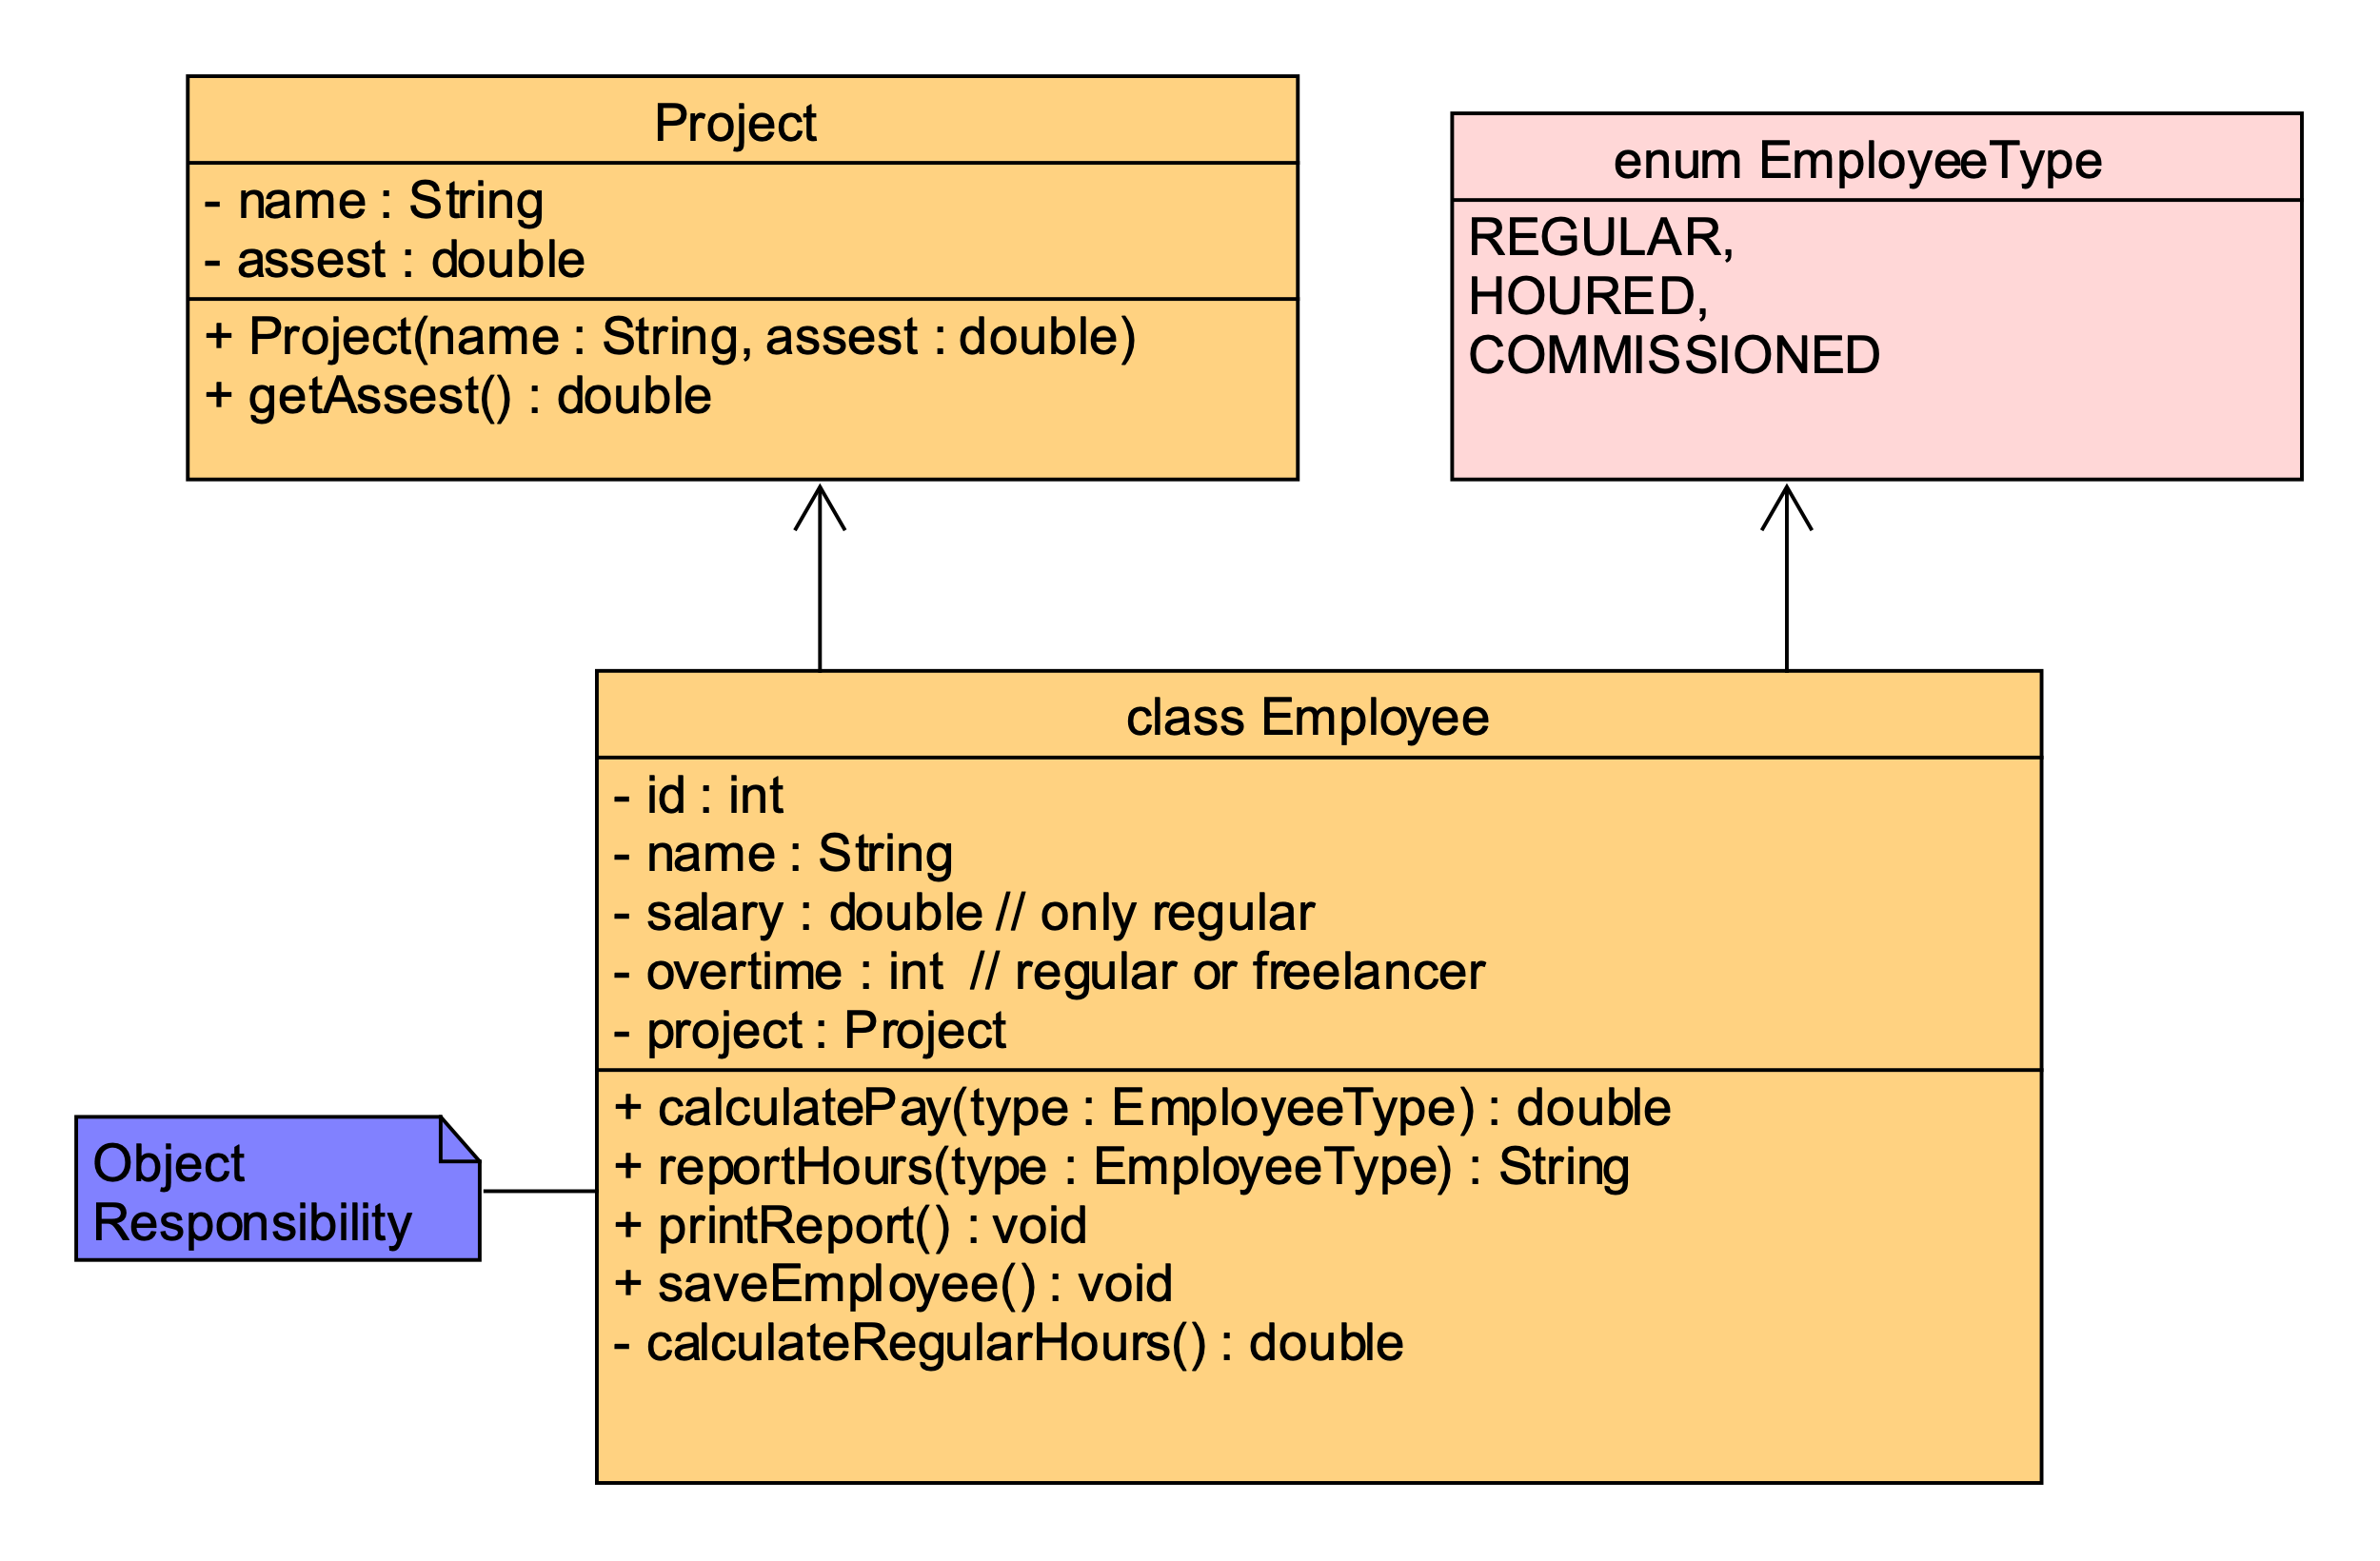 Project
- name : String
- assest : double
+ Project(name : String, assest : double)
+ getAssest() : double
enum EmployeeType
REGULAR,
HOURED,
COMMISSIONED
class Employee
- id : int
- name : String
- salary : double // only regular
- overtime : int  // regular or freelancer
- project : Project
+ calculatePay(type : EmployeeType) : double
+ reportHours(type : EmployeeType) : String
+ printReport() : void
+ saveEmployee() : void
- calculateRegularHours() : double
Object
Responsibility